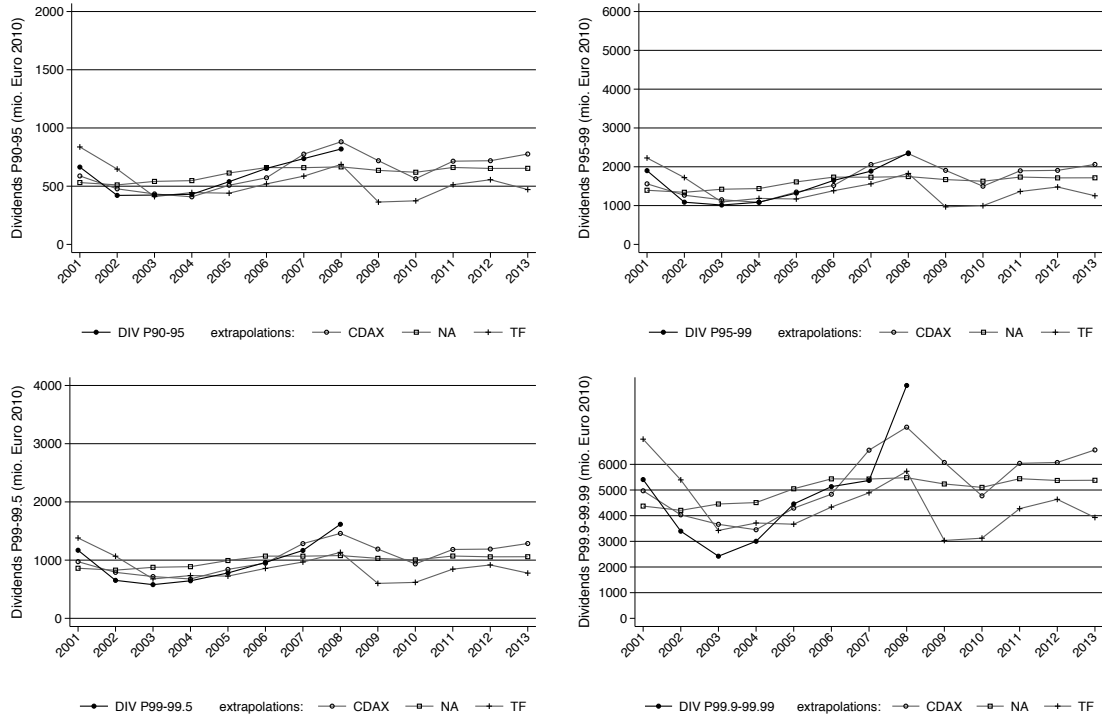 Dividends P90-95 (mio. Euro 2010)
2000
1500
1000
500
0
2001 2002 2003 2004 2005 2006 2007 2008 2009 2010 2011 2012 2013
DIV P90-95 extrapolations: CDAX NA TF
Dividends P95-99 (mio. Euro 2010)
6000
5000
4000
3000
2000
1000
0
2001 2002 2003 2004 2005 2006 2007 2008 2009 2010 2011 2012 2013
DIV P95-99 extrapolations: CDAX NA TF
Dividends P99-99.5 (mio. Euro 2010)
4000
3000
2000
1000
0
2001 2002 2003 2004 2005 2006 2007 2008 2009 2010 2011 2012 2013
DIV P99-99.5 extrapolations: CDAX NA TF
Dividends P99.9-99.99 (mio. Euro 2010)
6000
5000
4000
3000
2000
1000
0
2001 2002 2003 2004 2005 2006 2007 2008 2009 2010 2011 2012 2013
DIV P99.9-99.99 extrapolations: CDAX NA TF